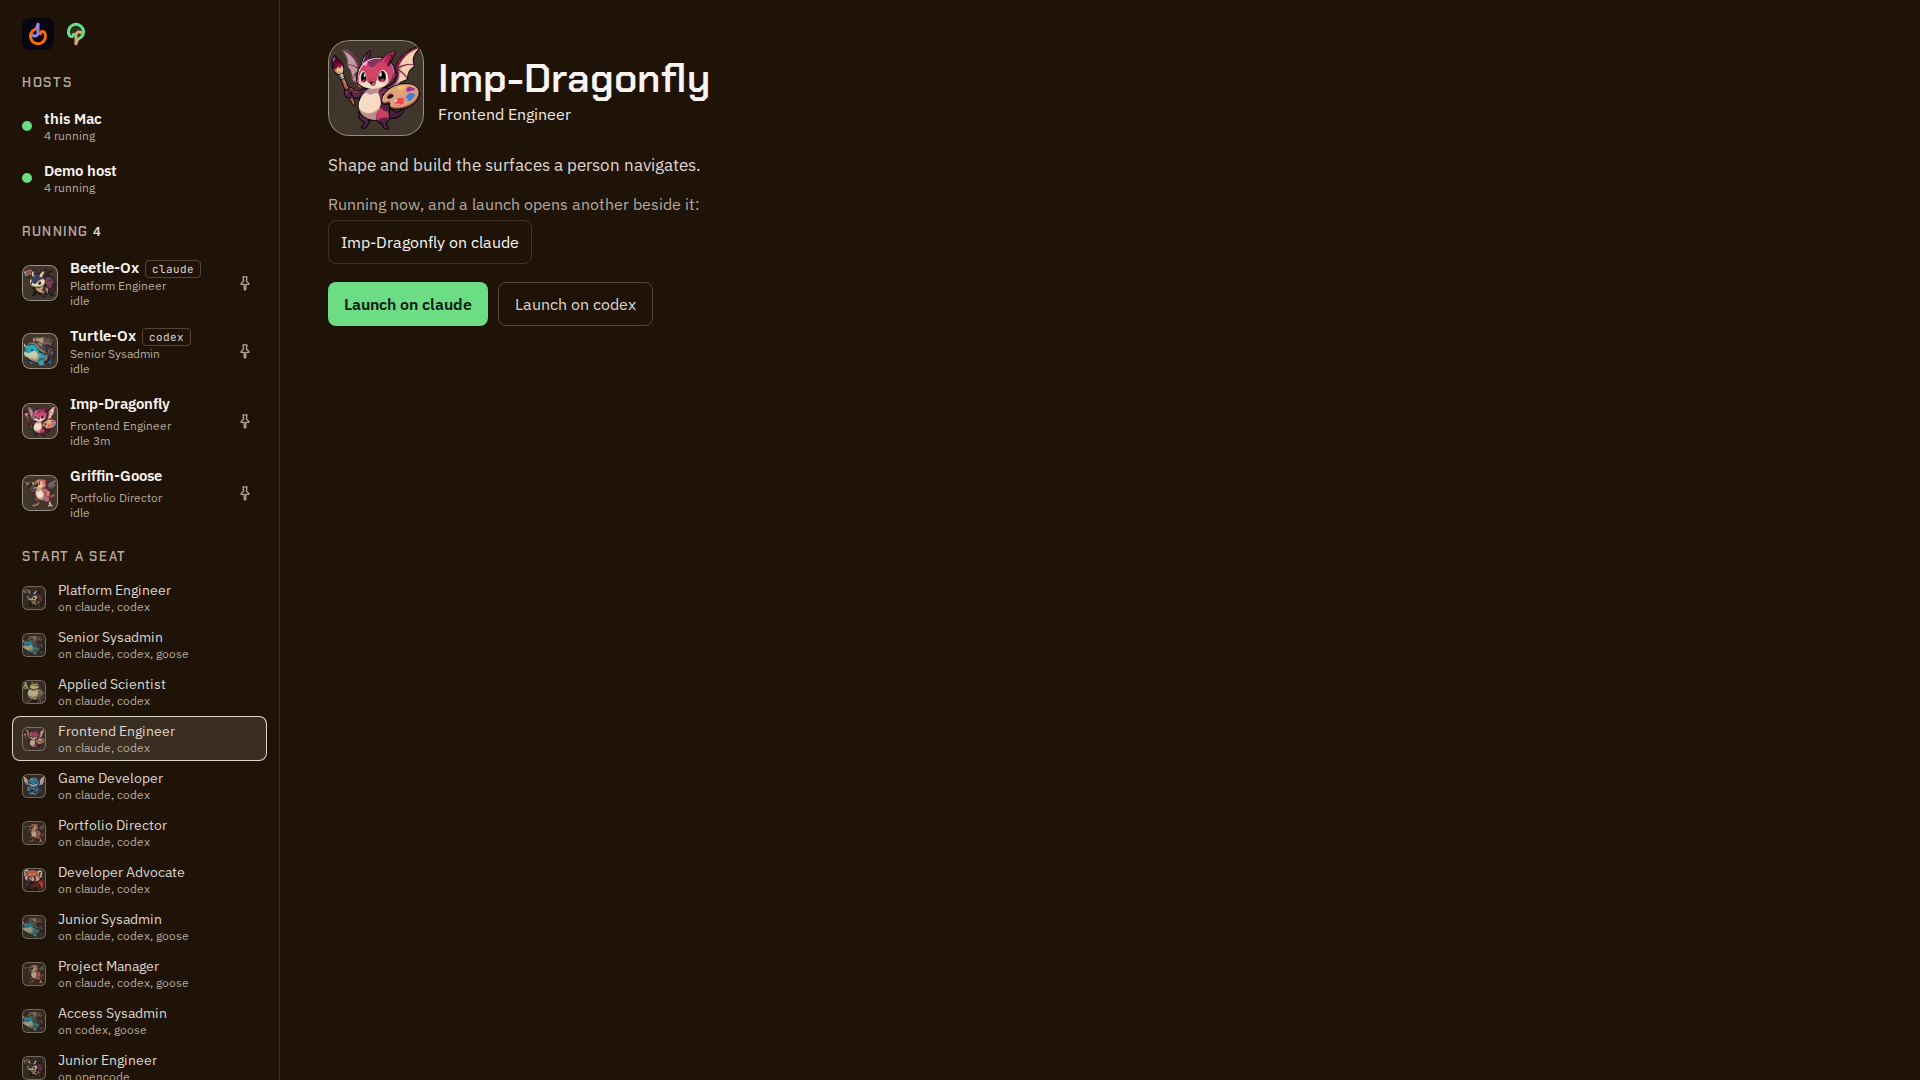 HOSTS
this Mac
4 running
Demo host
4 running
RUNNING 4
Beetle-Ox claude
Platform Engineer
idle
Turtle-Ox codex
Senior Sysadmin
idle
Imp-Dragonfly
Frontend Engineer
idle 3m
Griffin-Goose
Portfolio Director
idle
START A SEAT
Platform Engineer
on claude, codex
Senior Sysadmin
on claude, codex, goose
Applied Scientist
on claude, codex
Frontend Engineer
on claude, codex
Game Developer
on claude, codex
Portfolio Director
on claude, codex
Developer Advocate
on claude, codex
Junior Sysadmin
on claude, codex, goose
Project Manager
on claude, codex, goose
Access Sysadmin
on codex, goose
Junior Engineer
on opencode
Imp-Dragonfly
Frontend Engineer
Shape and build the surfaces a person navigates.
Running now, and a launch opens another beside it:
Imp-Dragonfly on claude
Launch on claude
Launch on codex